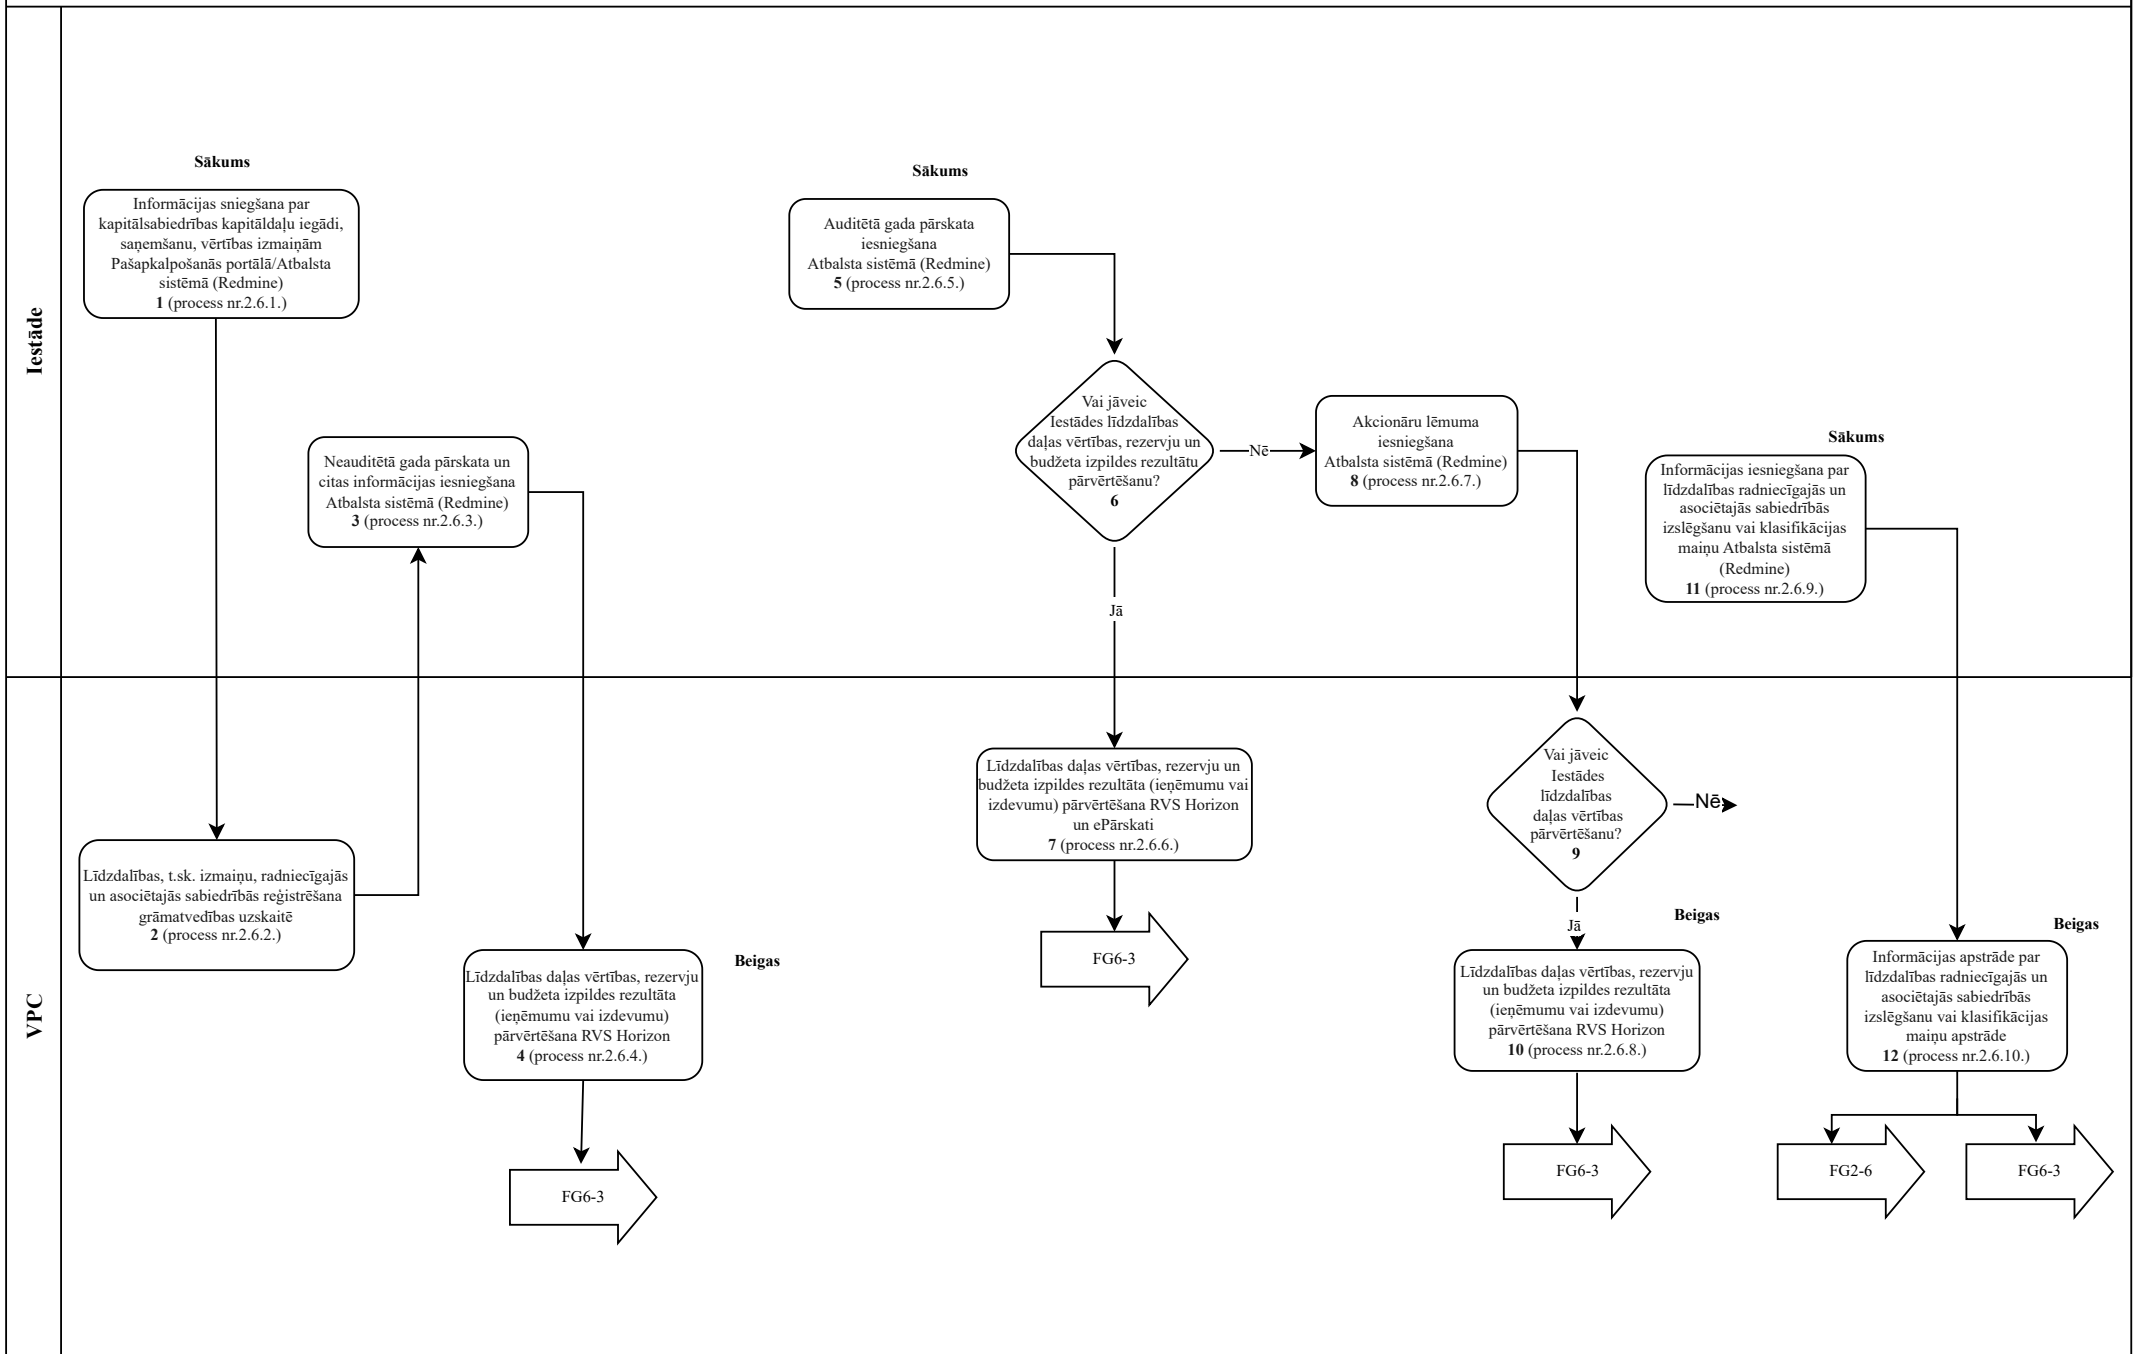 Iestāde
Sākums
Informācijas sniegšana par
kapitālsabiedrības kapitāldaļu iegādi,
saņemšanu, vērtības izmaiņām
Pašapkalpošanās portālā/Atbalsta
sistēmā (Redmine)
1 (process nr.2.6.1.)
Neauditētā gada pārskata un
citas informācijas iesniegšana
Atbalsta sistēmā (Redmine)
3 (process nr.2.6.3.)
Sākums
Auditētā gada pārskata
iesniegšana
Atbalsta sistēmā (Redmine)
5 (process nr.2.6.5.)
Vai jāveic
Iestādes līdzdalības
daļas vērtības, rezervju un
budžeta izpildes rezultātu
pārvērtēšanu?
6
Nē
Jā
Akcionāru lēmuma
iesniegšana
Atbalsta sistēmā (Redmine)
8 (process nr.2.6.7.)
Sākums
Informācijas iesniegšana par
līdzdalības radniecīgajās un
asociētajās sabiedrībās
izslēgšanu vai klasifikācijas
maiņu Atbalsta sistēmā
(Redmine)
11 (process nr.2.6.9.)
VPC
Līdzdalības, t.sk. izmaiņu, radniecīgajās
un asociētajās sabiedrībās reģistrēšana
grāmatvedības uzskaitē
2 (process nr.2.6.2.)
Beigas
Līdzdalības daļas vērtības, rezervju
un budžeta izpildes rezultāta
(ieņēmumu vai izdevumu)
pārvērtēšana RVS Horizon
4 (process nr.2.6.4.)
FG6-3
Līdzdalības daļas vērtības, rezervju un
budžeta izpildes rezultāta (ieņēmumu vai
izdevumu) pārvērtēšana RVS Horizon
un ePārskati
7 (process nr.2.6.6.)
FG6-3
Vai jāveic
Iestādes
līdzdalības
daļas vērtības
pārvērtēšanu?
9
Nē
Jā
Beigas
Līdzdalības daļas vērtības, rezervju
un budžeta izpildes rezultāta
(ieņēmumu vai izdevumu)
pārvērtēšana RVS Horizon
10 (process nr.2.6.8.)
FG6-3
Beigas
Informācijas apstrāde par
līdzdalības radniecīgajās un
asociētajās sabiedrībās
izslēgšanu vai klasifikācijas
maiņu apstrāde
12 (process nr.2.6.10.)
FG2-6
FG6-3